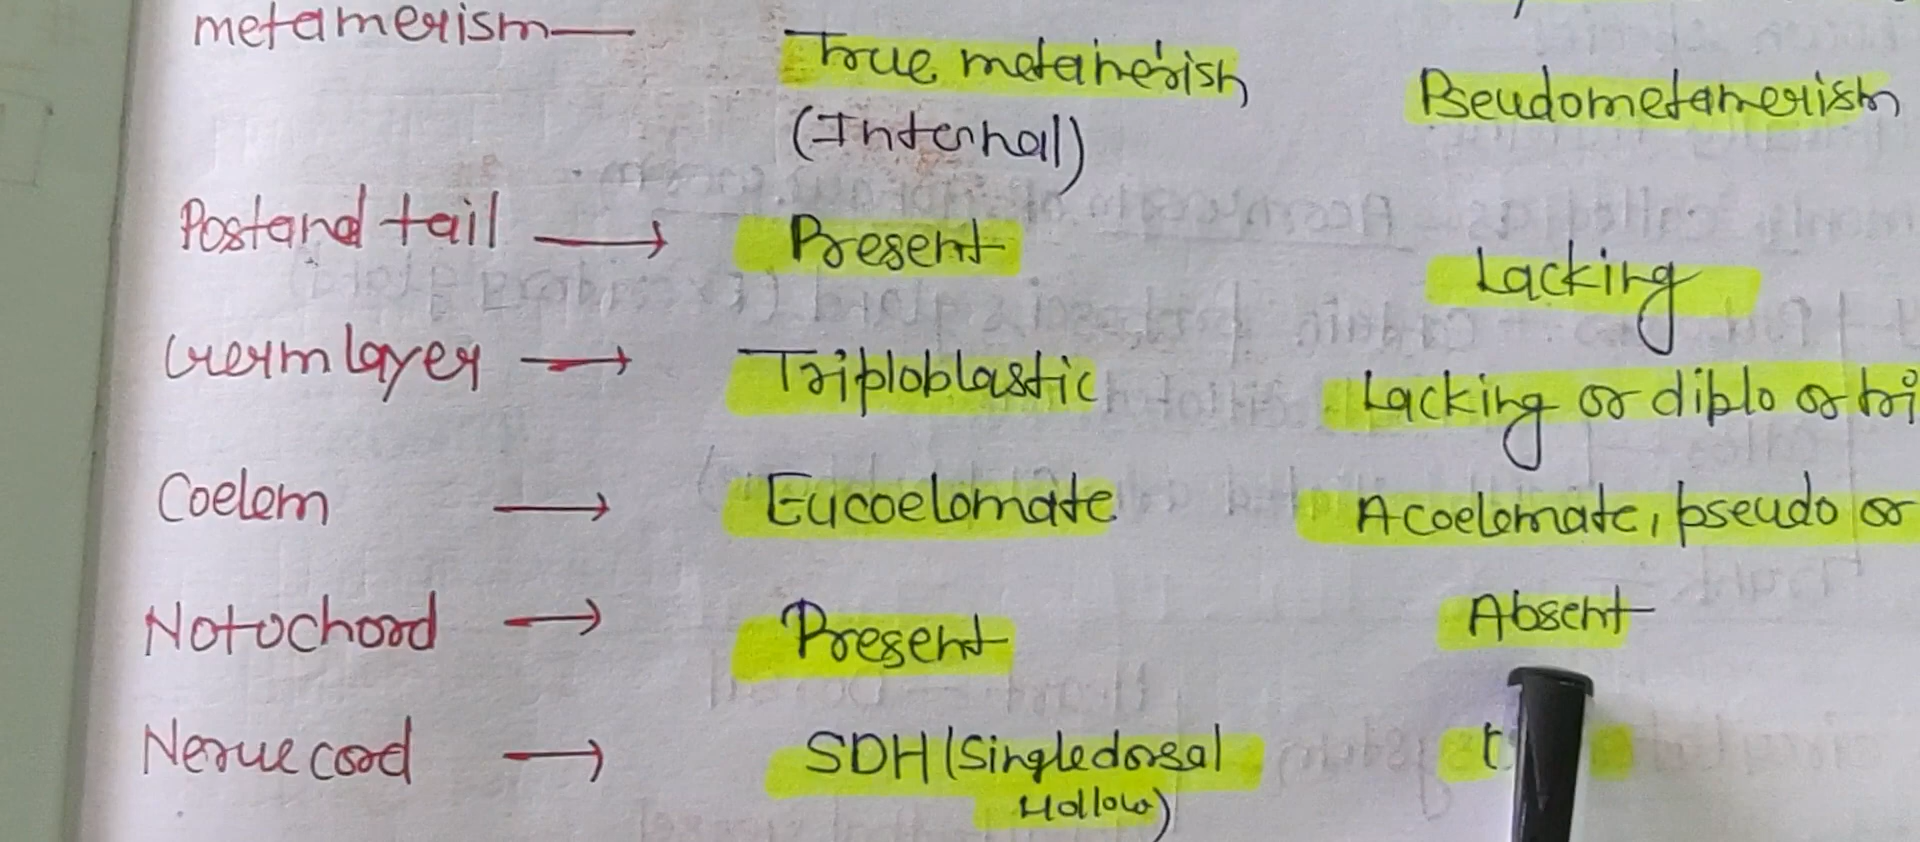 metamerism— True metamerism Pseudometamerism
(Internal)
Postanal tail → Present Lacking
Germ layer → Triploblastic Lacking or diplo or tri
Coelom → Eucoelomate Acoelomate, pseudo or
Notochord → Present Absent
Nerve cord → SDH (Single dorsal
Hollow)